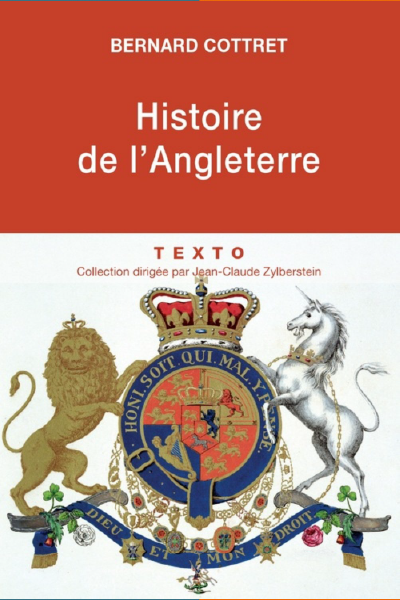 BERNARD COTTRET
Histoire
de l'Angleterre
TEXTO
Collection dirigée par Jean-Claude Zylberstein
HONI. SOIT. QUI. MAL. Y. PENSE.
DIEU ET MON DROIT.